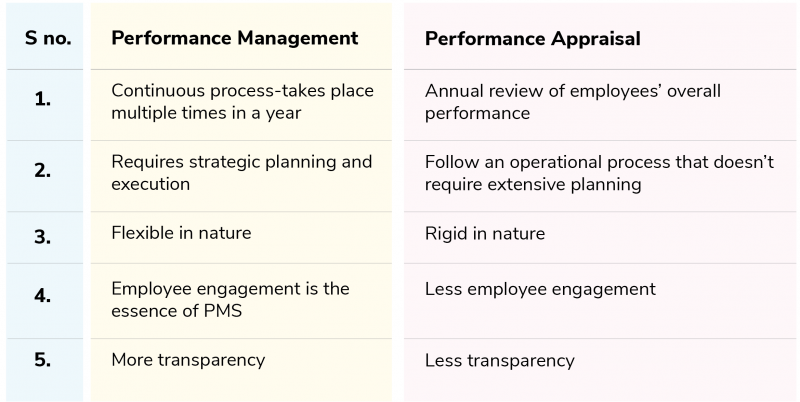 S no. Performance Management Performance Appraisal
1. Continuous process-takes place Annual review of employees’ overall
multiple times in a year performance
2. Requires strategic planning and Follow an operational process that doesn’t
execution require extensive planning
3. Flexible in nature Rigid in nature
4. Employee engagement is the Less employee engagement
essence of PMS
5. More transparency Less transparency